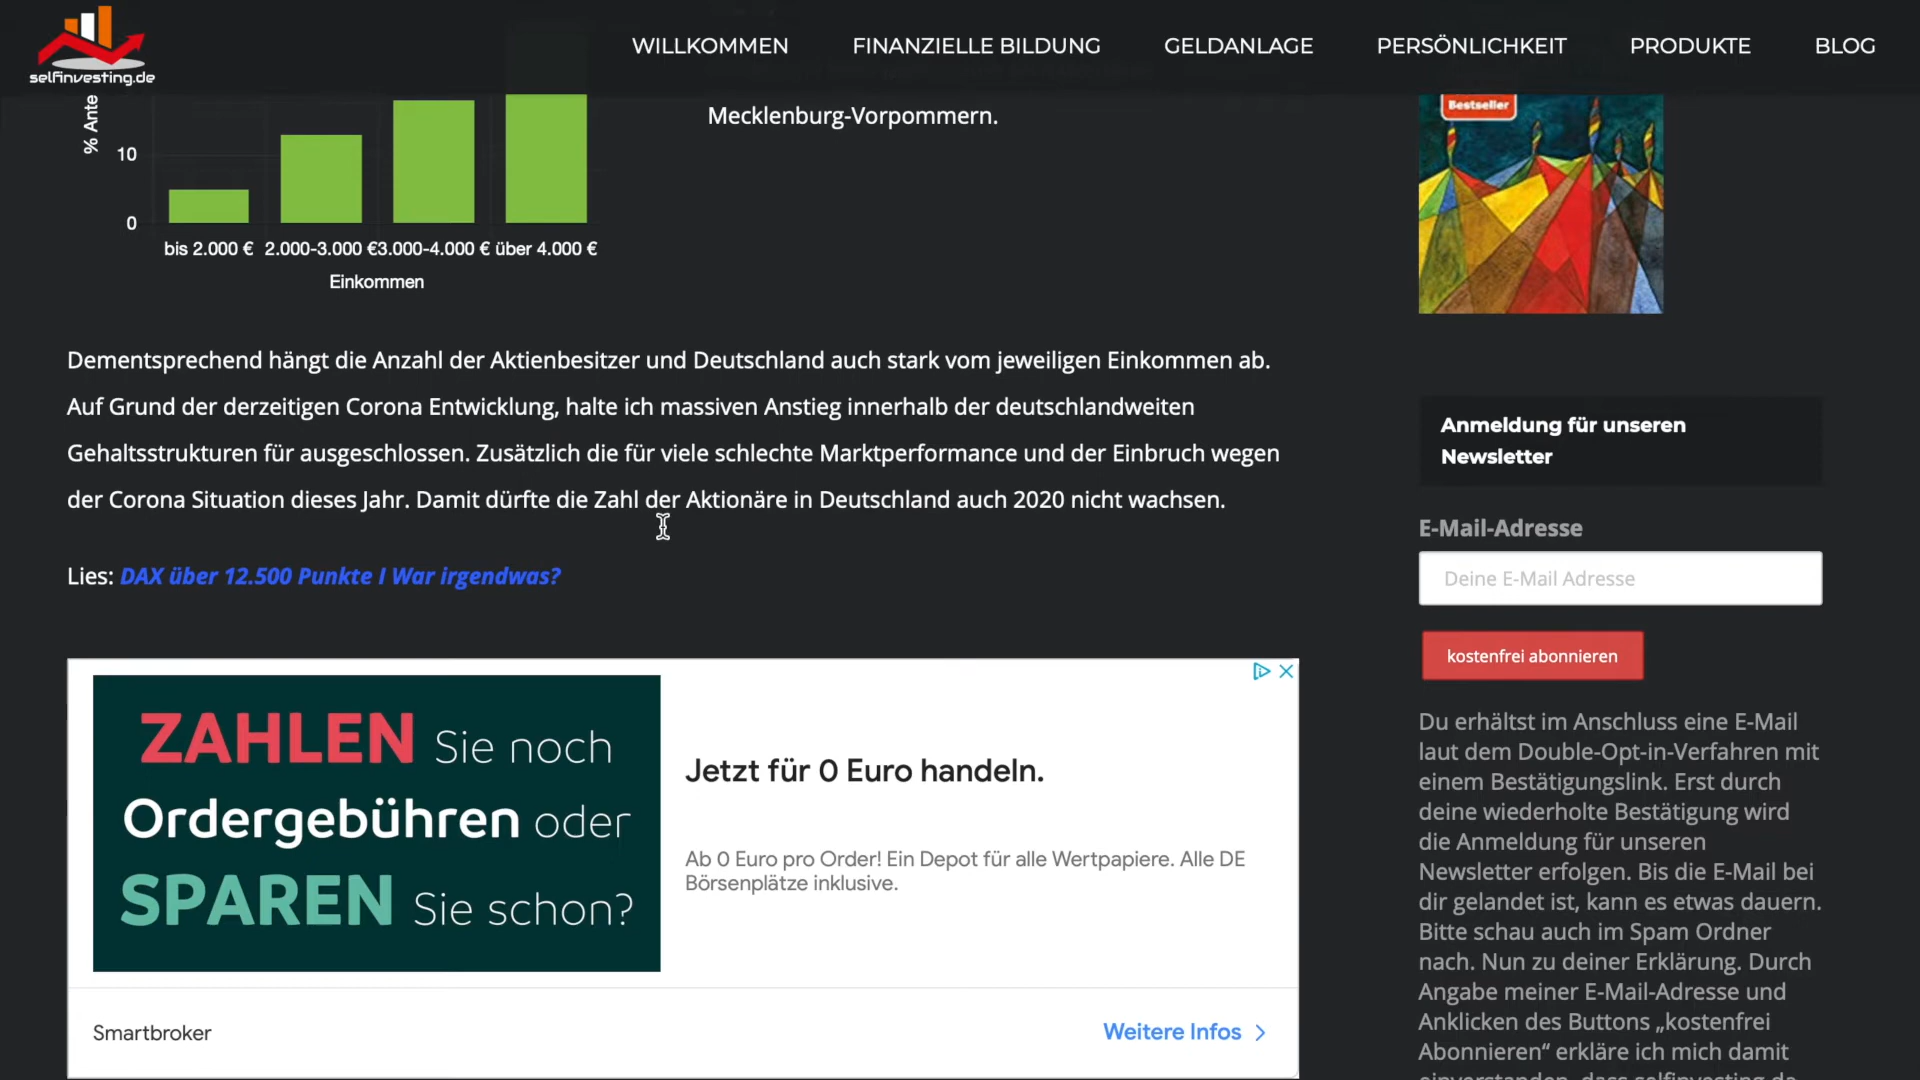 selfinvesting.de
WILLKOMMEN FINANZIELLE BILDUNG GELDANLAGE PERSÖNLICHKEIT PRODUKTE BLOG
% Ante
10
0
bis 2.000 € 2.000-3.000 € 3.000-4.000 € über 4.000 €
Einkommen
Mecklenburg-Vorpommern.
Dementsprechend hängt die Anzahl der Aktienbesitzer und Deutschland auch stark vom jeweiligen Einkommen ab.
Auf Grund der derzeitigen Corona Entwicklung, halte ich massiven Anstieg innerhalb der deutschlandweiten
Gehaltsstrukturen für ausgeschlossen. Zusätzlich die für viele schlechte Marktperformance und der Einbruch wegen
der Corona Situation dieses Jahr. Damit dürfte die Zahl der Aktionäre in Deutschland auch 2020 nicht wachsen.
Lies: DAX über 12.500 Punkte I War irgendwas?
ZAHLEN Sie noch
Ordergebühren oder
SPAREN Sie schon?
Jetzt für 0 Euro handeln.
Ab 0 Euro pro Order! Ein Depot für alle Wertpapiere. Alle DE
Börsenplätze inklusive.
Smartbroker
Weitere Infos
Bestseller
Anmeldung für unseren
Newsletter
E-Mail-Adresse
Deine E-Mail Adresse
kostenfrei abonnieren
Du erhältst im Anschluss eine E-Mail
laut dem Double-Opt-in-Verfahren mit
einem Bestätigungslink. Erst durch
deine wiederholte Bestätigung wird
die Anmeldung für unseren
Newsletter erfolgen. Bis die E-Mail bei
dir gelandet ist, kann es etwas dauern.
Bitte schau auch im Spam Ordner
nach. Nun zu deiner Erklärung. Durch
Angabe meiner E-Mail-Adresse und
Anklicken des Buttons „kostenfrei
Abonnieren“ erkläre ich mich damit
einverstanden, dass selfinvesting.de